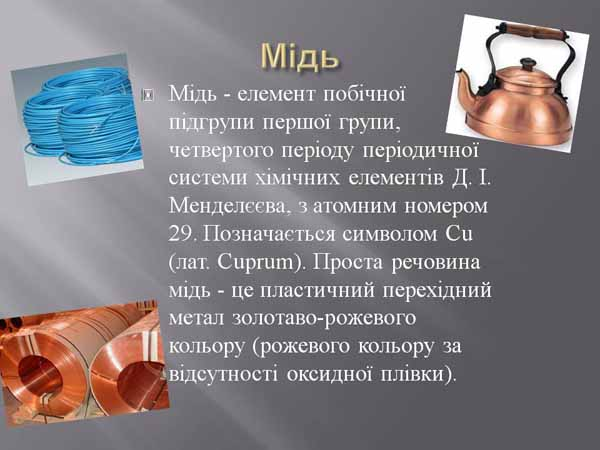 Мідь
Мідь - елемент побічної
підгрупи першої групи,
четвертого періоду періодичної
системи хімічних елементів Д. І.
Менделєєва, з атомним номером
29. Позначається символом Cu
(лат. Cuprum). Проста речовина
мідь - це пластичний перехідний
метал золотаво-рожевого
кольору (рожевого кольору за
відсутності оксидної плівки).